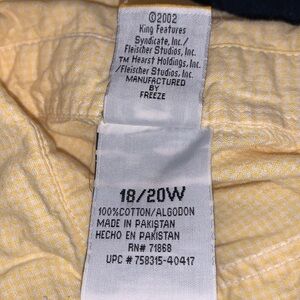 ©2002
King Features
Syndicate, Inc./
Fleischer Studios, Inc.
TM Hearst Holdings, Inc.
/Fleischer Studios, Inc.
MANUFACTURED
BY
FREEZE
18/20W
100%COTTON/ALGODON
MADE IN PAKISTAN
HECHO EN PAKISTAN
RN# 71868
UPC # 758315-40417